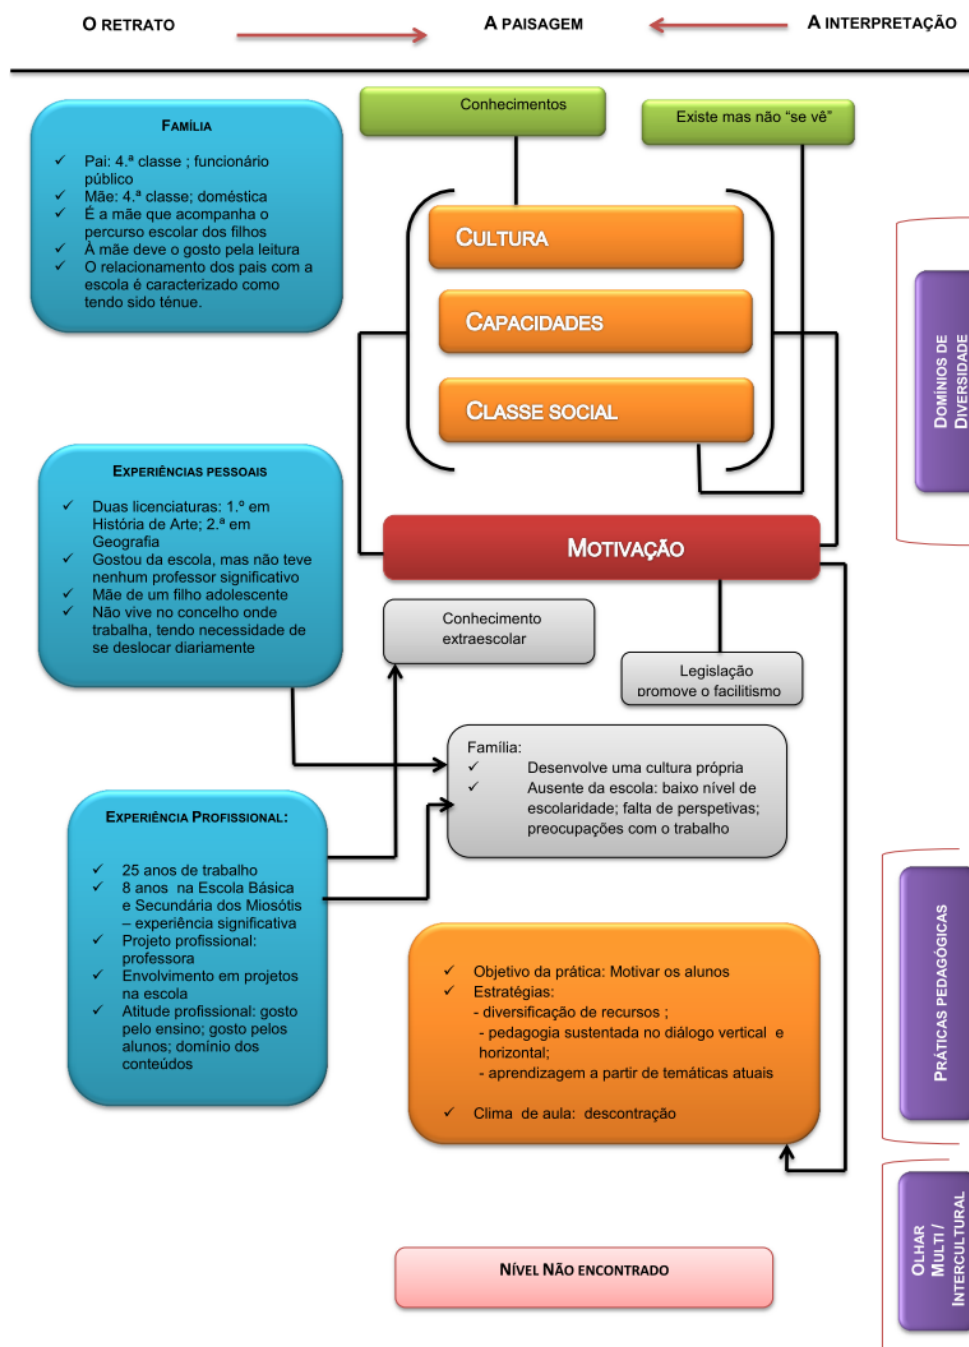 O RETRATO
A PAISAGEM
A INTERPRETAÇÃO
FAMÍLIA
✓ Pai: 4.ª classe ; funcionário
público
✓ Mãe: 4.ª classe; doméstica
✓ É a mãe que acompanha o
percurso escolar dos filhos
✓ À mãe deve o gosto pela leitura
✓ O relacionamento dos pais com a
escola é caracterizado como
tendo sido ténue.
Conhecimentos
Existe mas não “se vê”
CULTURA
CAPACIDADES
CLASSE SOCIAL
DOMÍNIOS DE
DIVERSIDADE
EXPERIÊNCIAS PESSOAIS
✓ Duas licenciaturas: 1.º em
História de Arte; 2.ª em
Geografia
✓ Gostou da escola, mas não teve
nenhum professor significativo
✓ Mãe de um filho adolescente
✓ Não vive no concelho onde
trabalha, tendo necessidade de
se deslocar diariamente
MOTIVAÇÃO
Conhecimento
extraescolar
Legislação
promove o facilitismo
Família:
✓ Desenvolve uma cultura própria
✓ Ausente da escola: baixo nível de
escolaridade; falta de perspetivas;
preocupações com o trabalho
EXPERIÊNCIA PROFISSIONAL:
✓ 25 anos de trabalho
✓ 8 anos na Escola Básica
e Secundária dos Miosótis
– experiência significativa
✓ Projeto profissional:
professora
✓ Envolvimento em projetos
na escola
✓ Atitude profissional: gosto
pelo ensino; gosto pelos
alunos; domínio dos
conteúdos
✓ Objetivo da prática: Motivar os alunos
✓ Estratégias:
- diversificação de recursos ;
- pedagogia sustentada no diálogo vertical e
horizontal;
- aprendizagem a partir de temáticas atuais
✓ Clima de aula: descontração
PRÁTICAS PEDAGÓGICAS
OLHAR
MULTI /
INTERCULTURAL
NÍVEL NÃO ENCONTRADO